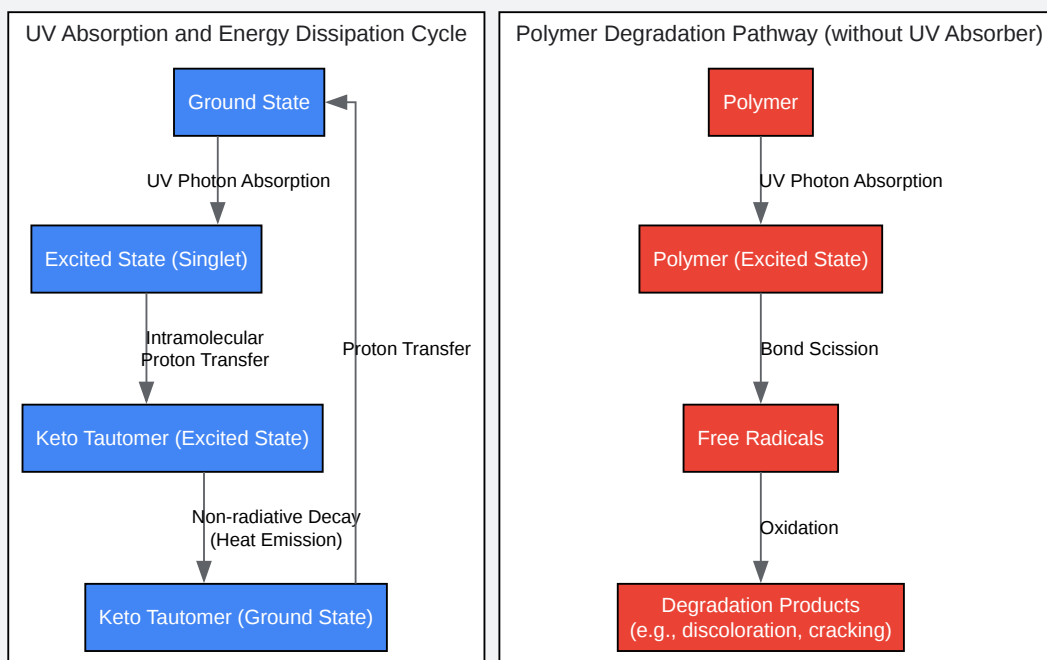 UV Absorption and Energy Dissipation Cycle
Ground State
UV Photon Absorption
Excited State (Singlet)
Intramolecular
Proton Transfer
Proton Transfer
Keto Tautomer (Excited State)
Non-radiative Decay
(Heat Emission)
Keto Tautomer (Ground State)
Polymer Degradation Pathway (without UV Absorber)
Polymer
UV Photon Absorption
Polymer (Excited State)
Bond Scission
Free Radicals
Oxidation
Degradation Products
(e.g., discoloration, cracking)